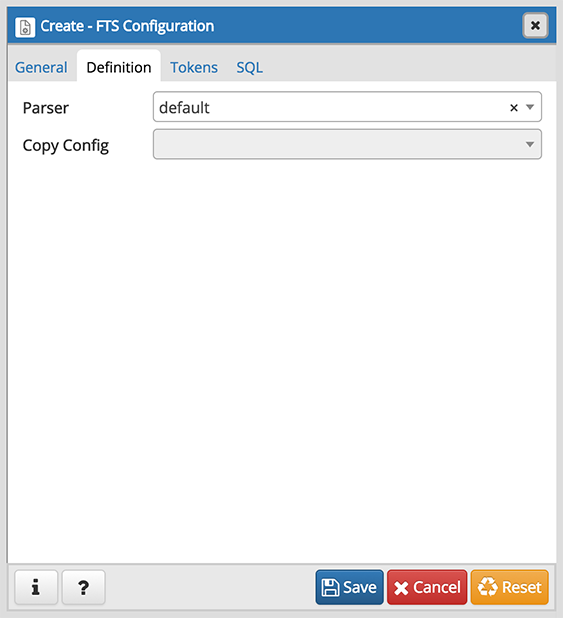 Create - FTS Configuration
General Definition Tokens SQL
Parser default
Copy Config
i ? Save Cancel Reset